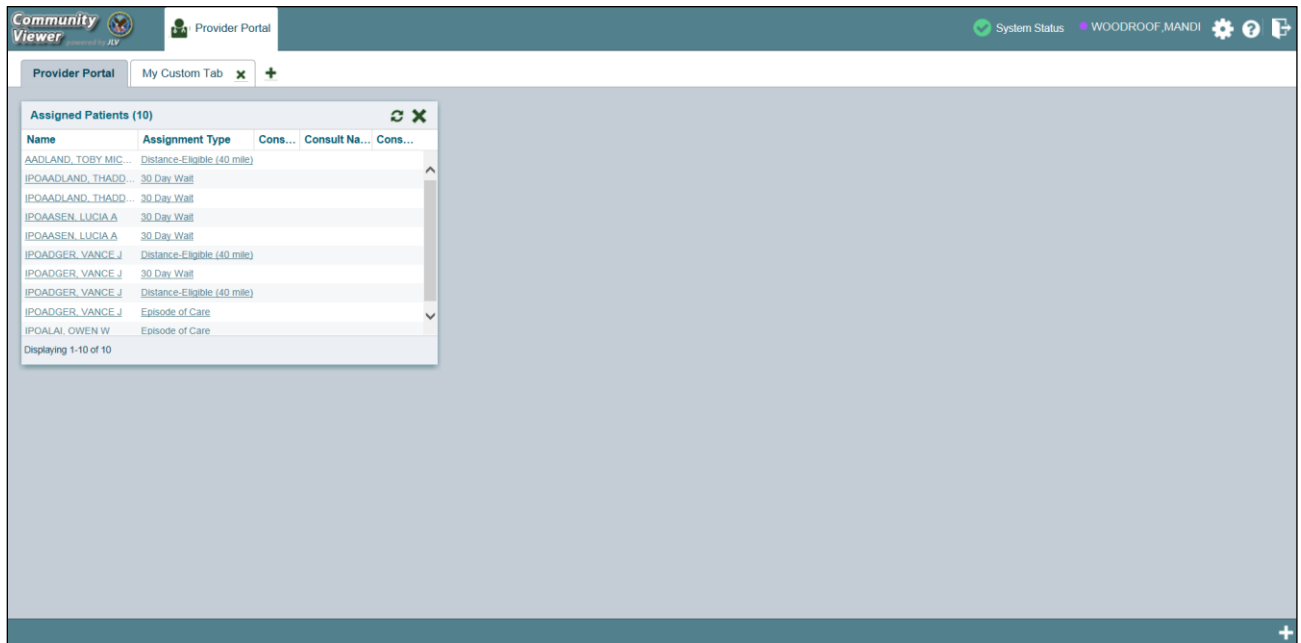 Community Viewer powered by JLV
Provider Portal
System Status
WOODROOF,MANDI
Provider Portal
My Custom Tab
Assigned Patients (10)
Name Assignment Type Cons... Consult Na... Cons...
AADLAND, TOBY MIC... Distance-Eligible (40 mile)
IPOAADLAND, THADD... 30 Day Wait
IPOAADLAND, THADD... 30 Day Wait
IPOAASEN, LUCIA A 30 Day Wait
IPOAASEN, LUCIA A 30 Day Wait
IPOADGER, VANCE J Distance-Eligible (40 mile)
IPOADGER, VANCE J 30 Day Wait
IPOADGER, VANCE J Distance-Eligible (40 mile)
IPOADGER, VANCE J Episode of Care
IPOALAI, OWEN W Episode of Care
Displaying 1-10 of 10